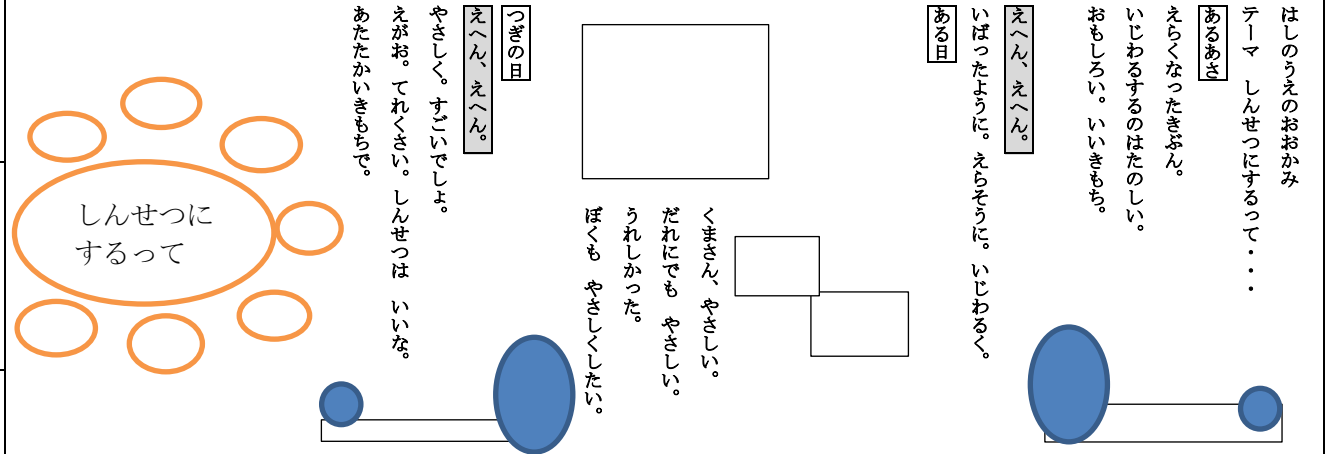 はしのうえのおおかみ
テーマ　しんせつにするって・・・
あるあさ
えらくなったきぶん。
いじわるするのはたのしい。
おもしろい。いいきもち。
えへん、えへん。
いばったように。えらそうに。いじわるく。
ある日
くまさん、やさしい。
だれにでも　やさしい。
うれしかった。
ぼくも　やさしくしたい。
つぎの日
えへん、えへん。
やさしく。すごいでしょ。
えがお。てれくさい。しんせつは　いいな。
あたたかいきもちで。
しんせつに
するって